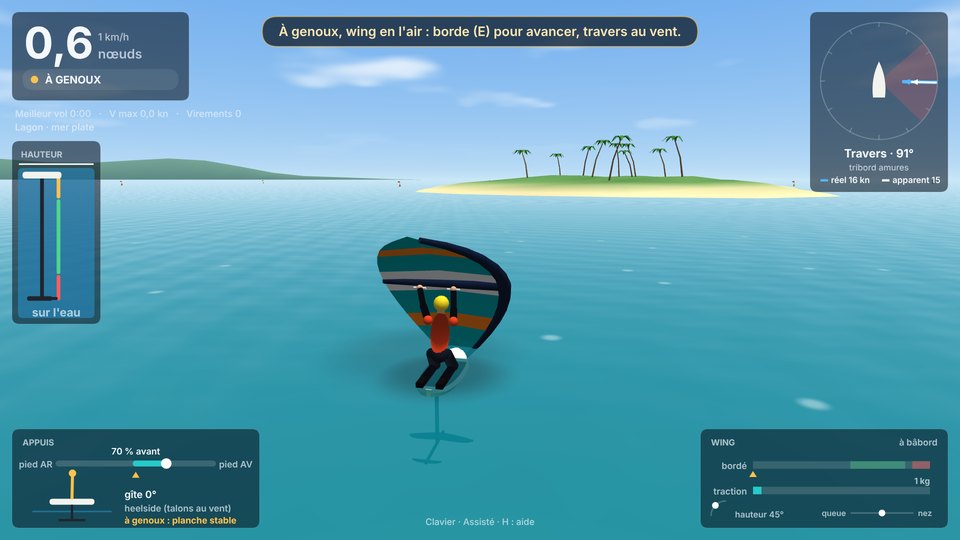 À genoux, wing en l'air : borde (E) pour avancer, travers au vent.
0,6 1 km/h
nœuds
À GENOUX
Meilleur vol 0:00 · V max 0,0 kn · Virements 0
Lagon · mer plate
HAUTEUR
sur l'eau
Travers · 91°
tribord amures
réel 16 kn apparent 15
APPUIS
70 % avant
pied AR pied AV
gîte 0°
heelside (talons au vent)
à genoux : planche stable
Clavier · Assisté · H : aide
WING à bâbord
bordé
1 kg
traction
hauteur 45° queue nez